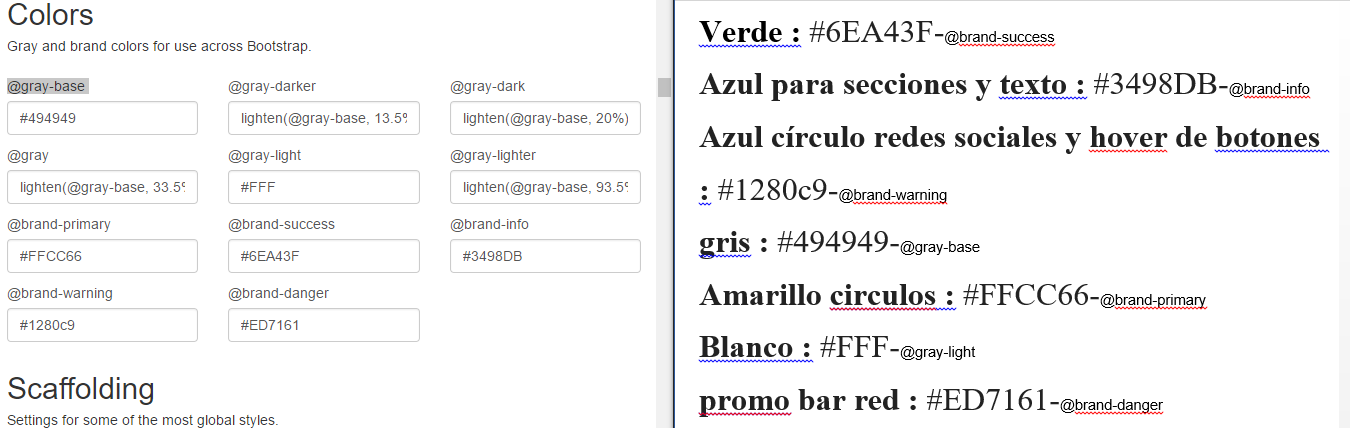 Colors
Gray and brand colors for use across Bootstrap.
@gray-base
@gray-darker
@gray-dark
#494949
lighten(@gray-base, 13.5%
lighten(@gray-base, 20%)
@gray
@gray-light
@gray-lighter
lighten(@gray-base, 33.5%
#FFF
lighten(@gray-base, 93.5%
@brand-primary
@brand-success
@brand-info
#FFCC66
#6EA43F
#3498DB
@brand-warning
@brand-danger
#1280c9
#ED7161
Scaffolding
Settings for some of the most global styles.
Verde : #6EA43F-@brand-success
Azul para secciones y texto : #3498DB-@brand-info
Azul círculo redes sociales y hover de botones
: #1280c9-@brand-warning
gris : #494949-@gray-base
Amarillo circulos : #FFCC66-@brand-primary
Blanco : #FFF-@gray-light
promo bar red : #ED7161-@brand-danger